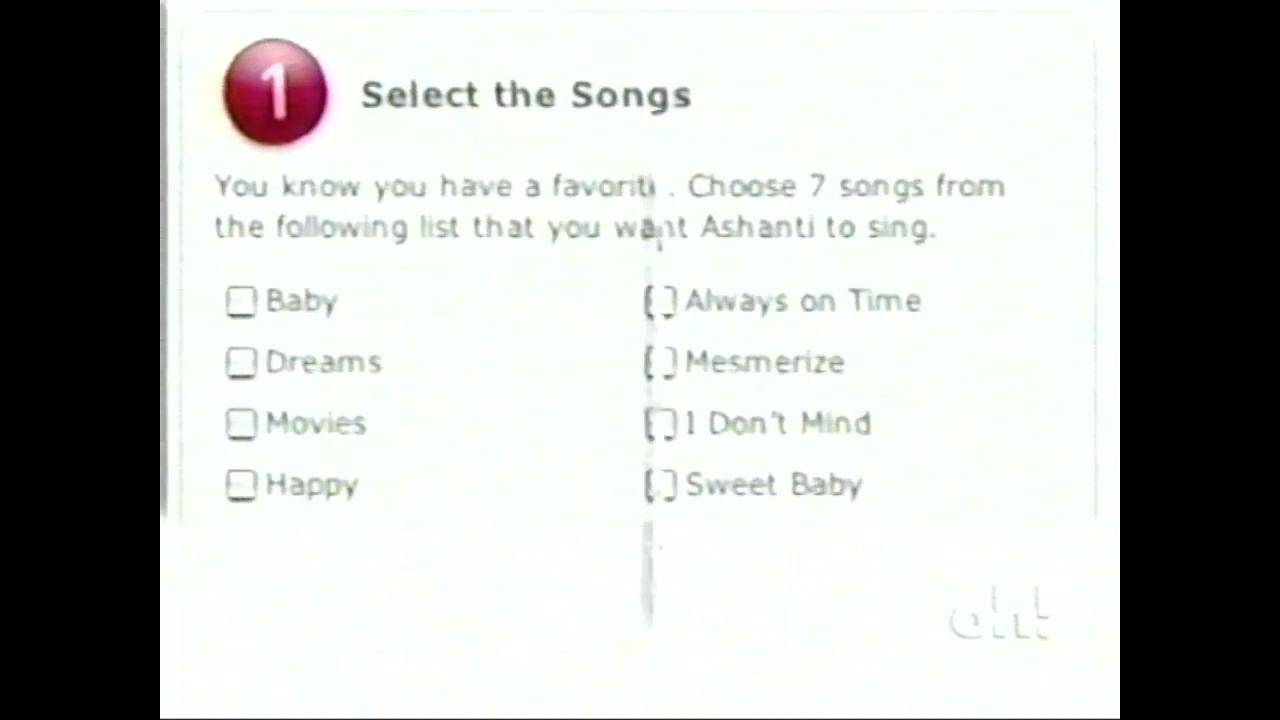 1
Select the Songs
You know you have a favorite. Choose 7 songs from
the following list that you want Ashanti to sing.
Baby
Always on Time
Dreams
Mesmerize
Movies
I Don't Mind
Happy
Sweet Baby